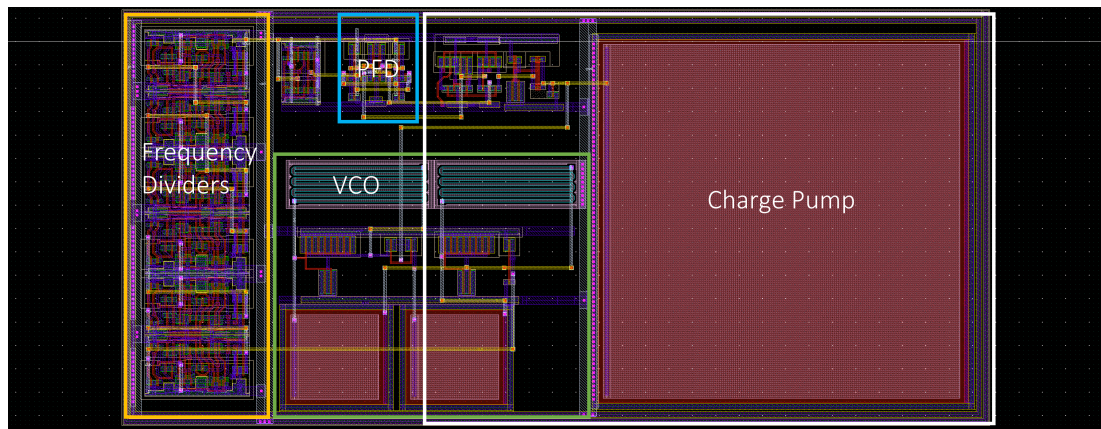 PFD
Frequency
Dividers
VCO
Charge Pump